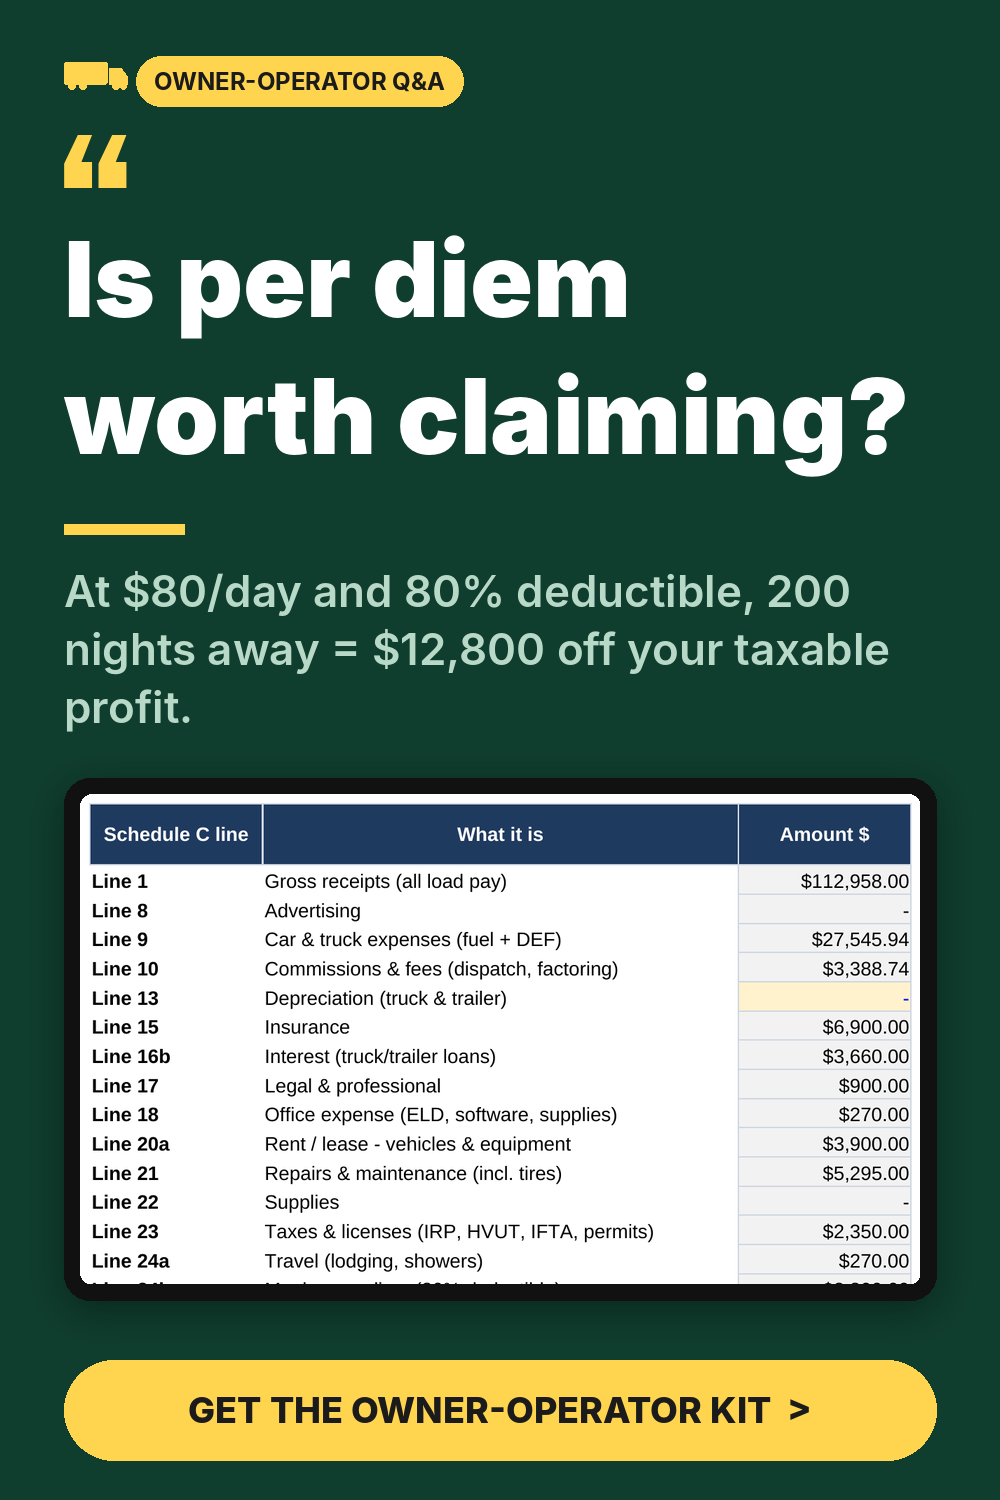 OWNER-OPERATOR Q&A
“
Is per diem
worth claiming?
At $80/day and 80% deductible, 200
nights away = $12,800 off your taxable
profit.
Schedule C line What it is Amount $
Line 1 Gross receipts (all load pay) $112,958.00
Line 8 Advertising -
Line 9 Car & truck expenses (fuel + DEF) $27,545.94
Line 10 Commissions & fees (dispatch, factoring) $3,388.74
Line 13 Depreciation (truck & trailer) -
Line 15 Insurance $6,900.00
Line 16b Interest (truck/trailer loans) $3,660.00
Line 17 Legal & professional $900.00
Line 18 Office expense (ELD, software, supplies) $270.00
Line 20a Rent / lease - vehicles & equipment $3,900.00
Line 21 Repairs & maintenance (incl. tires) $5,295.00
Line 22 Supplies -
Line 23 Taxes & licenses (IRP, HVUT, IFTA, permits) $2,350.00
Line 24a Travel (lodging, showers) $270.00
GET THE OWNER-OPERATOR KIT >